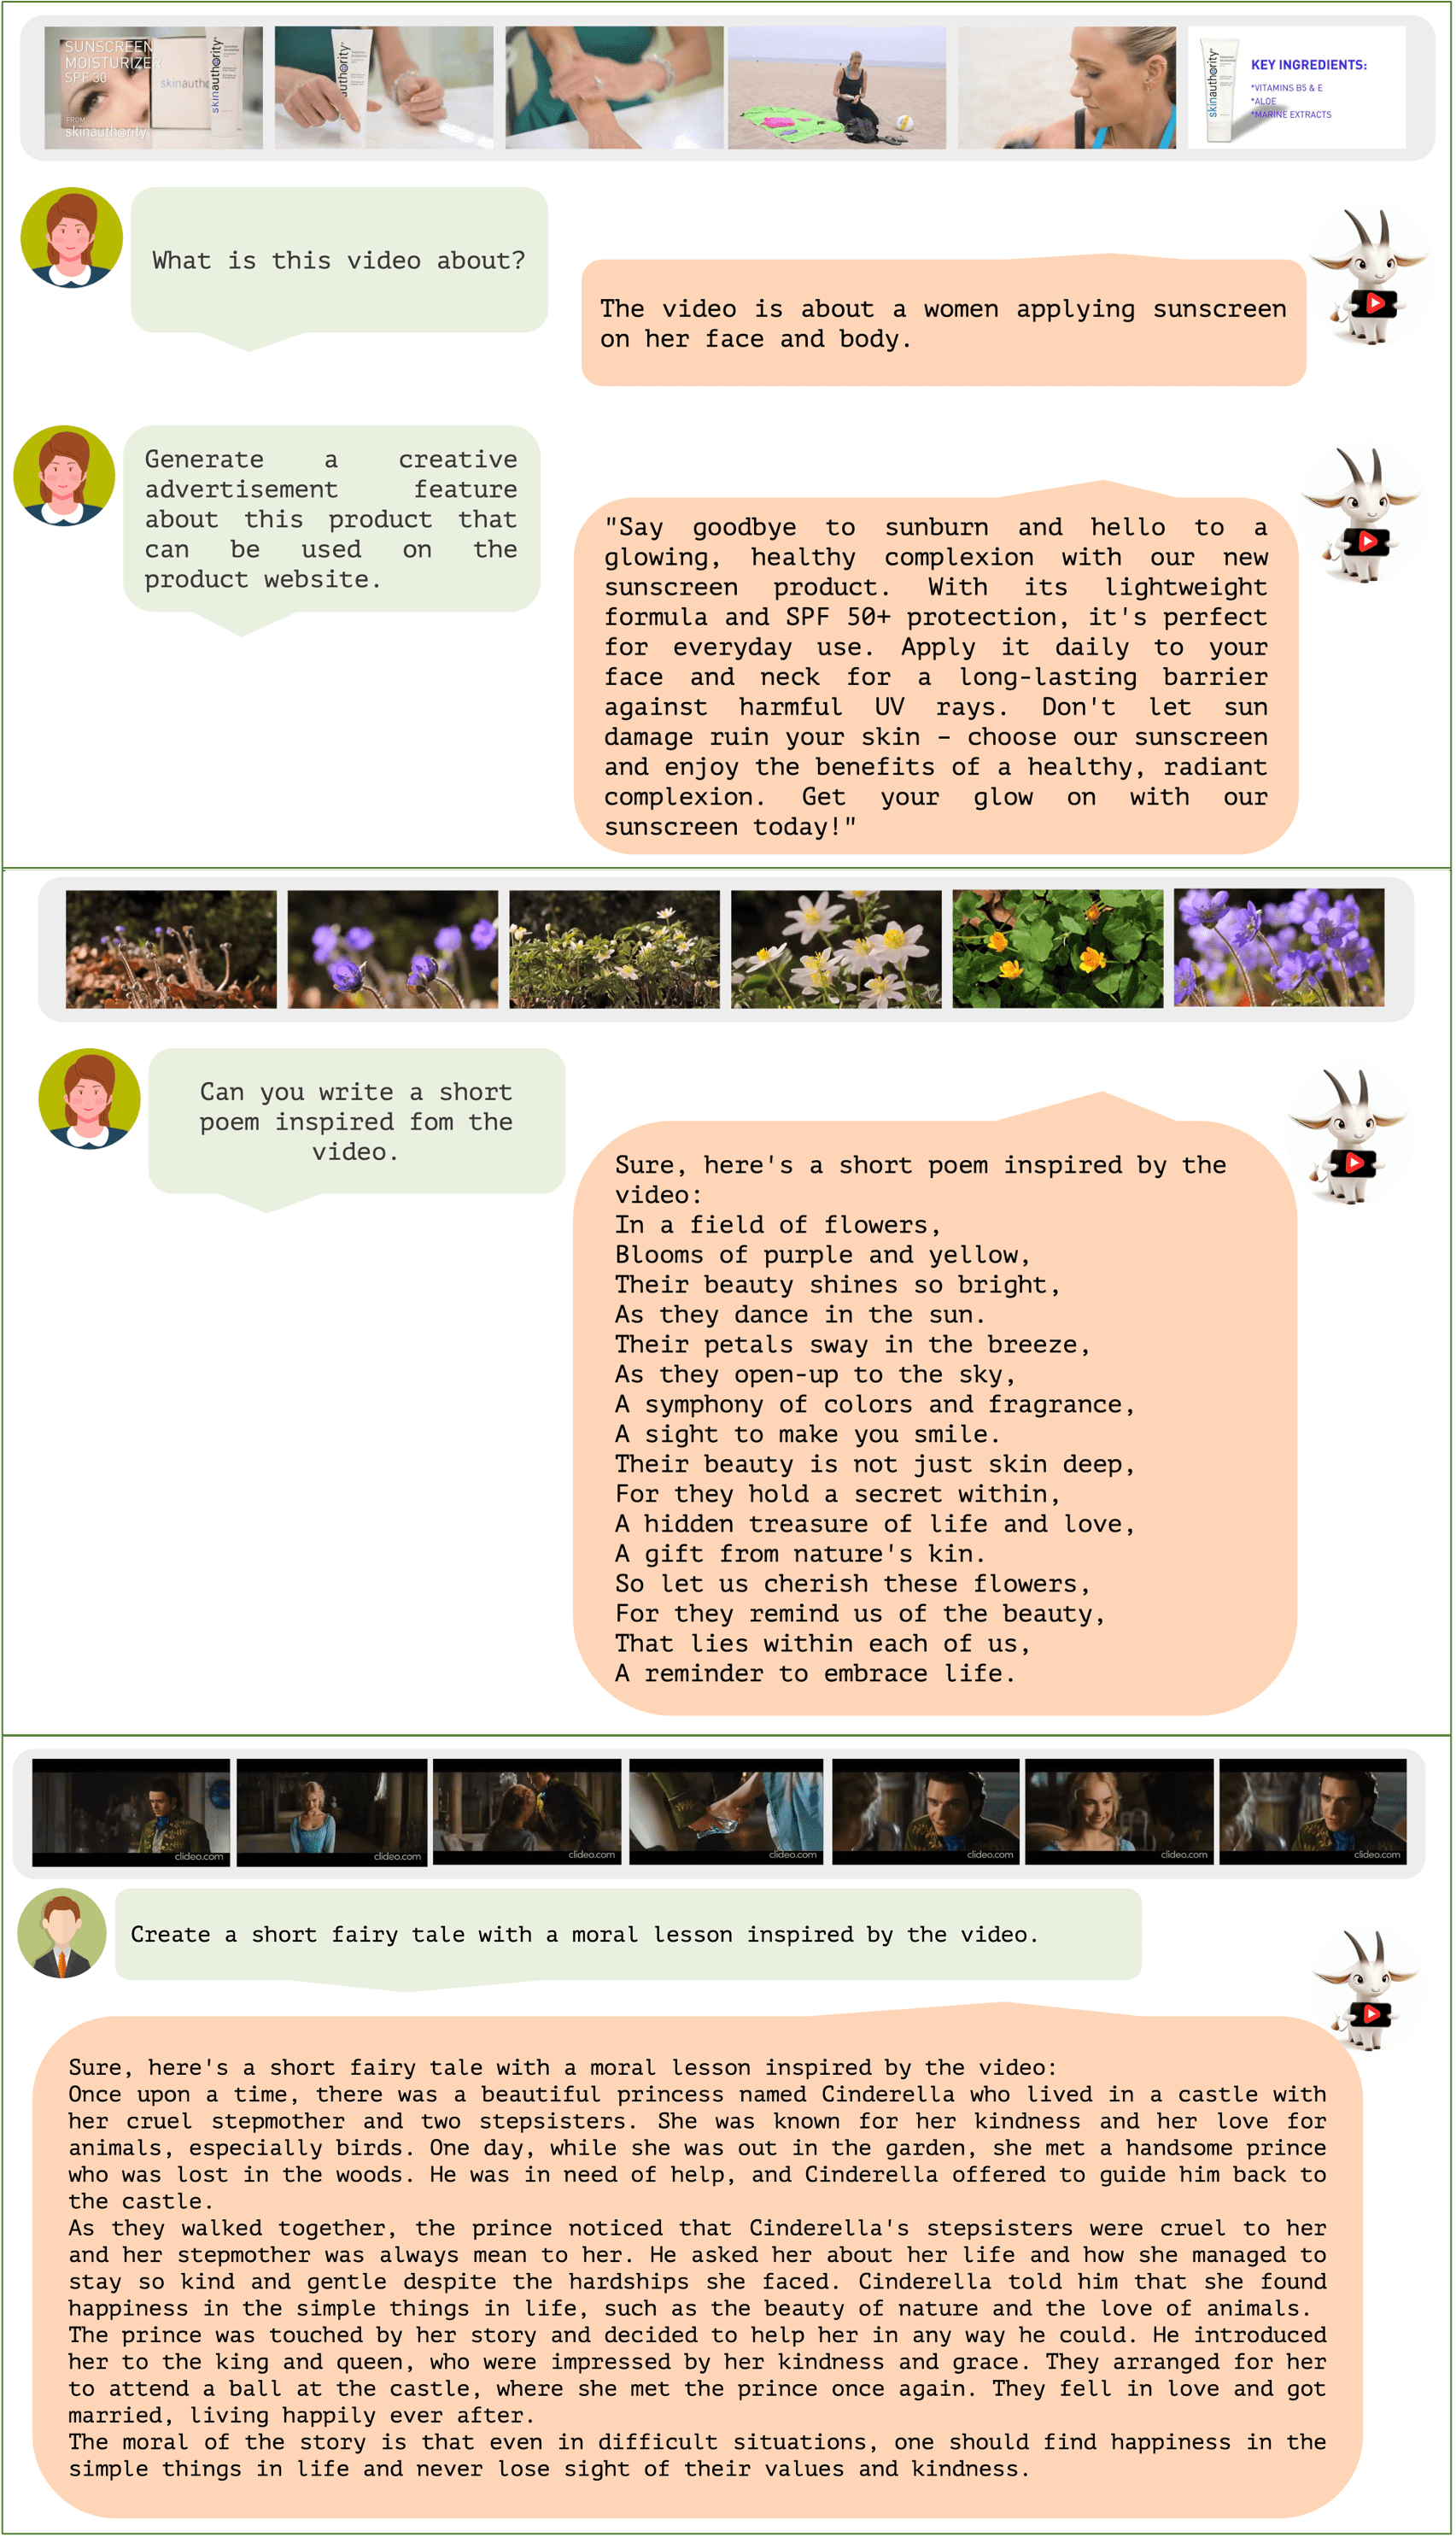 SUNSCREEN
MOISTURIZER
SPF 30
FROM
skinauthority
skinauthority
KEY INGREDIENTS:
*VITAMINS B5 & E
*ALOE
*MARINE EXTRACTS
skinauthority
What is this video about?
The video is about a women applying sunscreen
on her face and body.
Generate a creative
advertisement feature
about this product that
can be used on the
product website.
"Say goodbye to sunburn and hello to a
glowing, healthy complexion with our new
sunscreen product. With its lightweight
formula and SPF 50+ protection, it's perfect
for everyday use. Apply it daily to your
face and neck for a long-lasting barrier
against harmful UV rays. Don't let sun
damage ruin your skin – choose our sunscreen
and enjoy the benefits of a healthy, radiant
complexion. Get your glow on with our
sunscreen today!"
Can you write a short
poem inspired fom the
video.
Sure, here's a short poem inspired by the
video:
In a field of flowers,
Blooms of purple and yellow,
Their beauty shines so bright,
As they dance in the sun.
Their petals sway in the breeze,
As they open-up to the sky,
A symphony of colors and fragrance,
A sight to make you smile.
Their beauty is not just skin deep,
For they hold a secret within,
A hidden treasure of life and love,
A gift from nature's kin.
So let us cherish these flowers,
For they remind us of the beauty,
That lies within each of us,
A reminder to embrace life.
clideo.com
clideo.com
clideo.com
clideo.com
clideo.com
clideo.com
clideo.com
Create a short fairy tale with a moral lesson inspired by the video.
Sure, here's a short fairy tale with a moral lesson inspired by the video:
Once upon a time, there was a beautiful princess named Cinderella who lived in a castle with
her cruel stepmother and two stepsisters. She was known for her kindness and her love for
animals, especially birds. One day, while she was out in the garden, she met a handsome prince
who was lost in the woods. He was in need of help, and Cinderella offered to guide him back to
the castle.
As they walked together, the prince noticed that Cinderella's stepsisters were cruel to her
and her stepmother was always mean to her. He asked her about her life and how she managed to
stay so kind and gentle despite the hardships she faced. Cinderella told him that she found
happiness in the simple things in life, such as the beauty of nature and the love of animals.
The prince was touched by her story and decided to help her in any way he could. He introduced
her to the king and queen, who were impressed by her kindness and grace. They arranged for her
to attend a ball at the castle, where she met the prince once again. They fell in love and got
married, living happily ever after.
The moral of the story is that even in difficult situations, one should find happiness in the
simple things in life and never lose sight of their values and kindness.